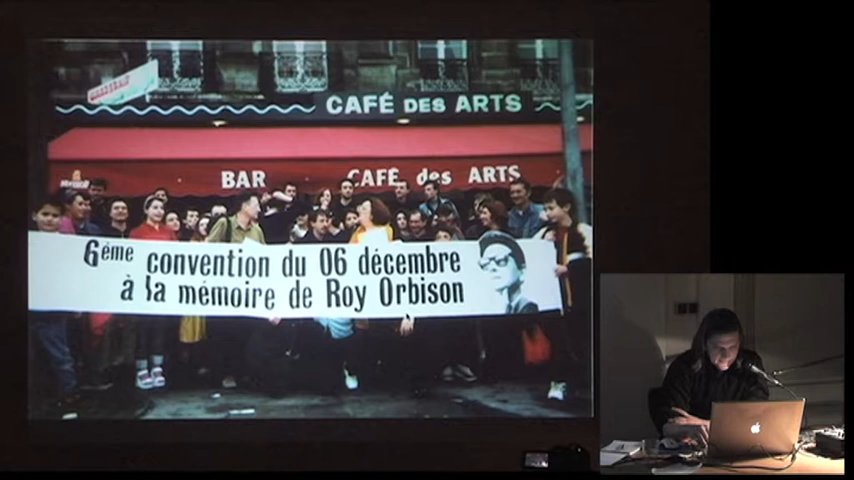 CAFÉ DES ARTS
BAR
CAFÉ des ARTS
6ème convention du 06 décembre
à la mémoire de Roy Orbison